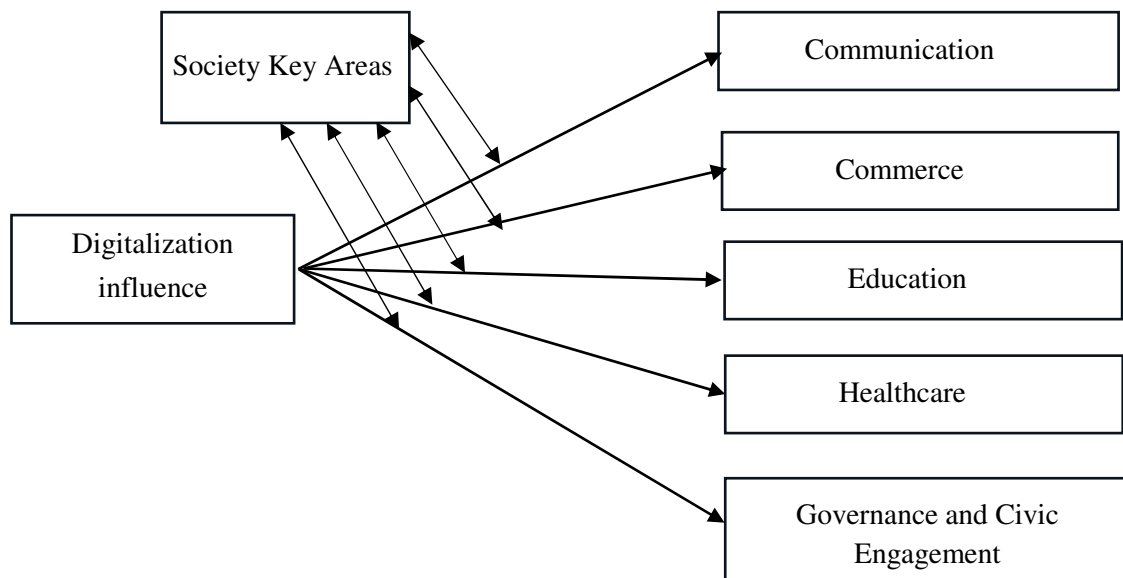 Society Key Areas
Digitalization
influence
Communication
Commerce
Education
Healthcare
Governance and Civic
Engagement